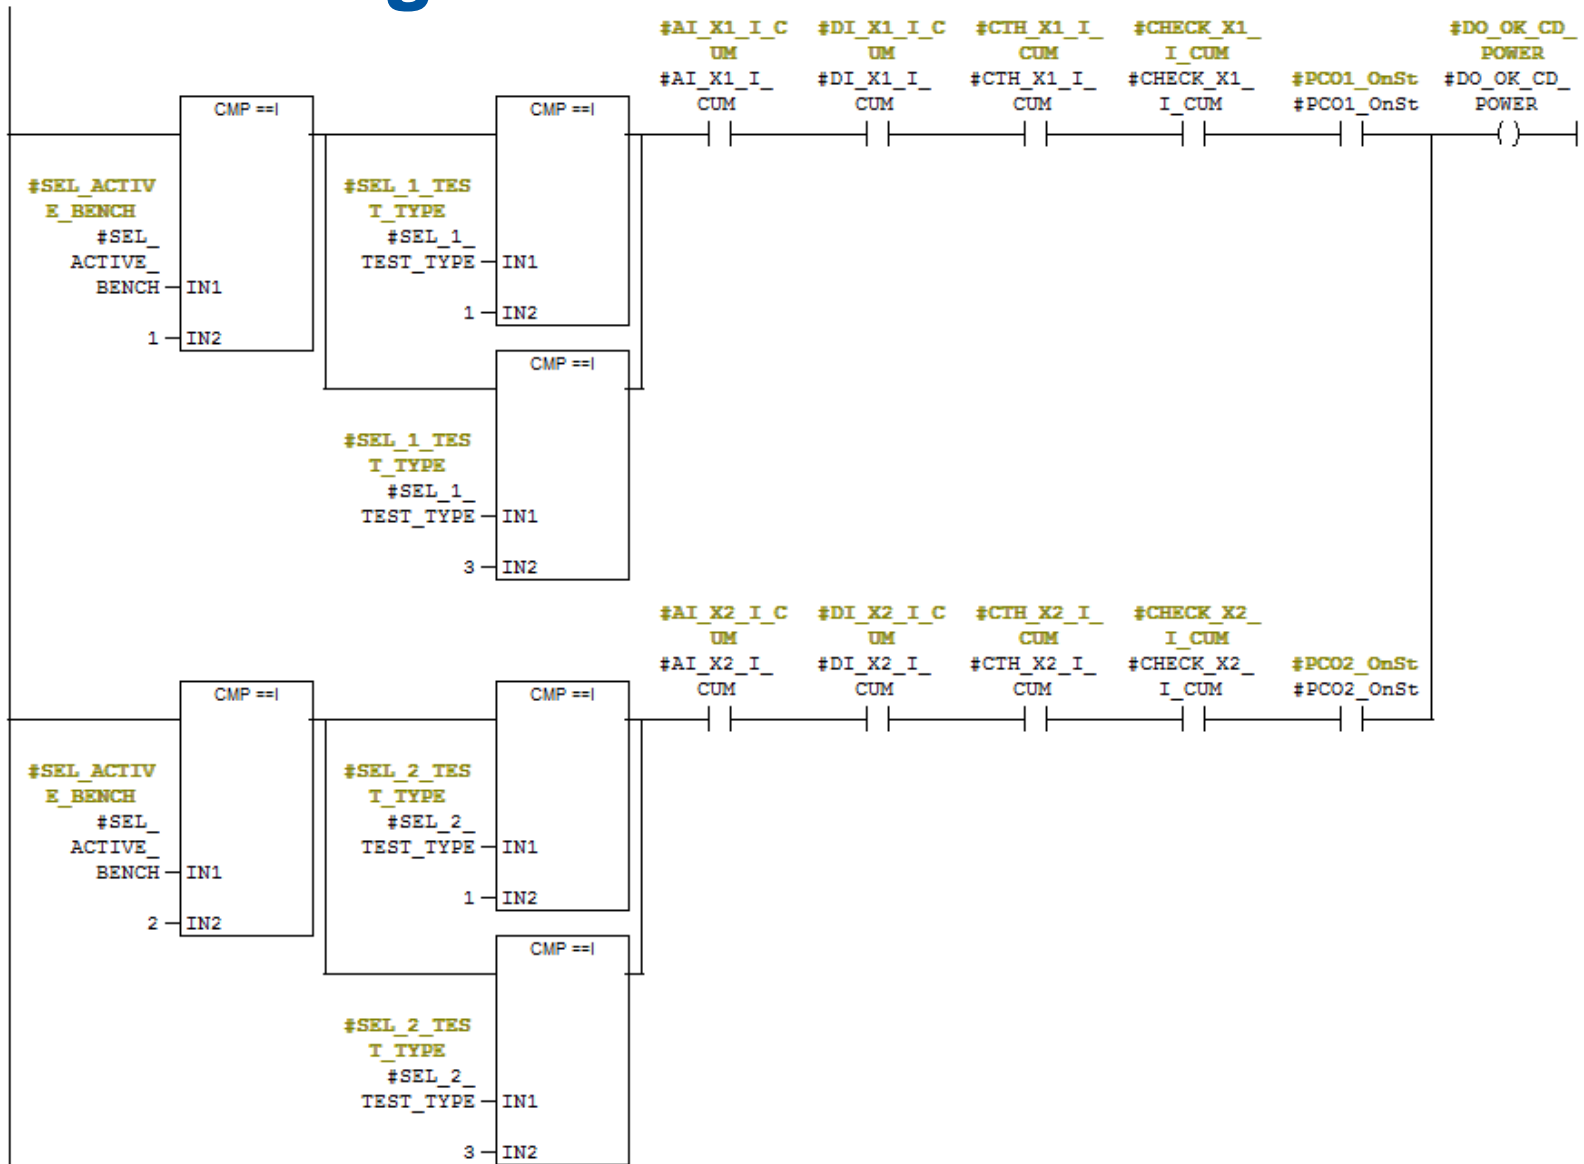 #AI_X1_I_C #DI_X1_I_C #CTH_X1_I_ #CHECK_X1_ #DO_OK_CD_
UM UM CUM I_CUM POWER
#AI_X1_I_ #DI_X1_I_ #CTH_X1_I_ #CHECK_X1_ #PCO1_OnSt #DO_OK_CD_
CUM CUM CUM I_CUM #PCO1_OnSt POWER
CMP ==I CMP ==I
#SEL_ACTIV #SEL_1_TES
E_BENCH T_TYPE
#SEL_ #SEL_1_
ACTIVE_ TEST_TYPE IN1
BENCH IN1
1 IN2
1 IN2
CMP ==I
#SEL_1_TES
T_TYPE
#SEL_1_
TEST_TYPE IN1
3 IN2
#AI_X2_I_C #DI_X2_I_C #CTH_X2_I_ #CHECK_X2_
UM UM CUM I_CUM
#AI_X2_I_ #DI_X2_I_ #CTH_X2_I_ #CHECK_X2_ #PCO2_OnSt
CUM CUM CUM I_CUM #PCO2_OnSt
CMP ==I CMP ==I
#SEL_ACTIV #SEL_2_TES
E_BENCH T_TYPE
#SEL_ #SEL_2_
ACTIVE_ TEST_TYPE IN1
BENCH IN1
1 IN2
2 IN2
CMP ==I
#SEL_2_TES
T_TYPE
#SEL_2_
TEST_TYPE IN1
3 IN2